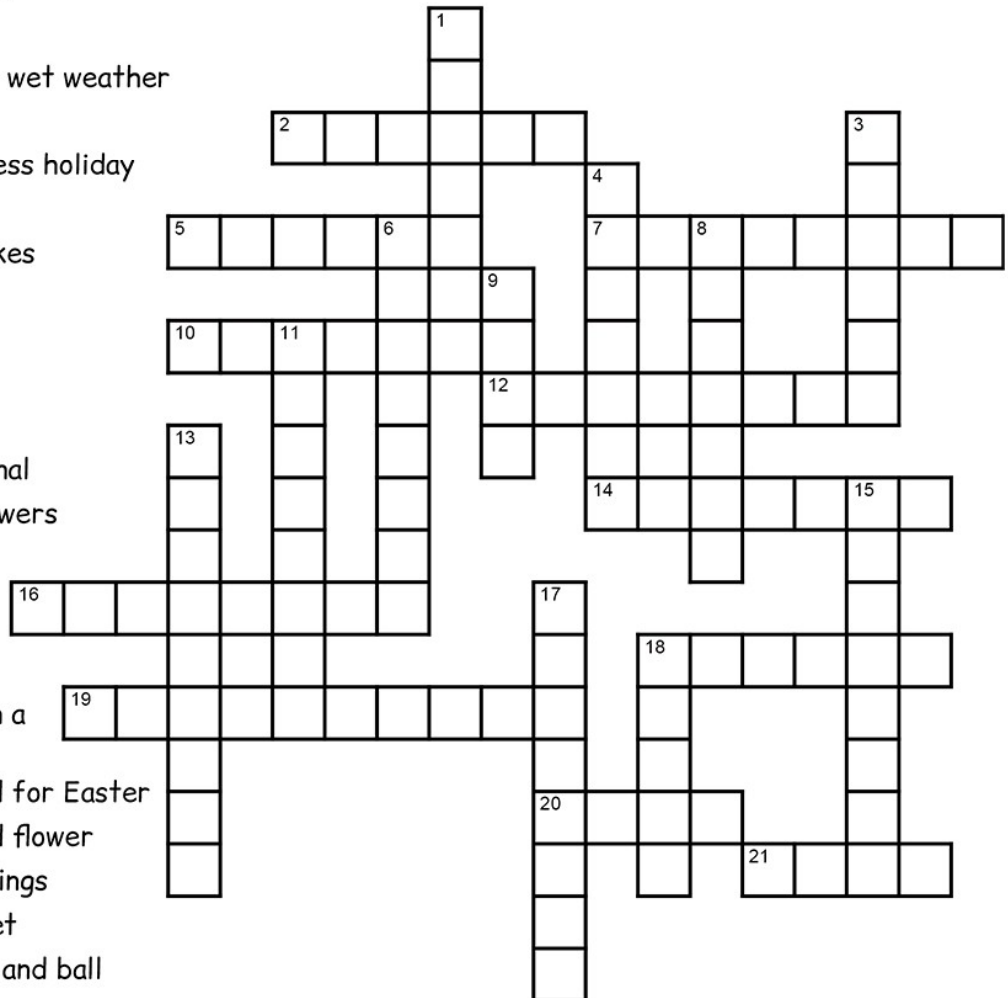 1
wet weather
2
3
ess holiday
4
5 6 7 8
kes
9
10 11
12
13
nal
14 15
wers
16 17
18
19
n a
l for Easter
20
l flower
21
ings
et
and ball